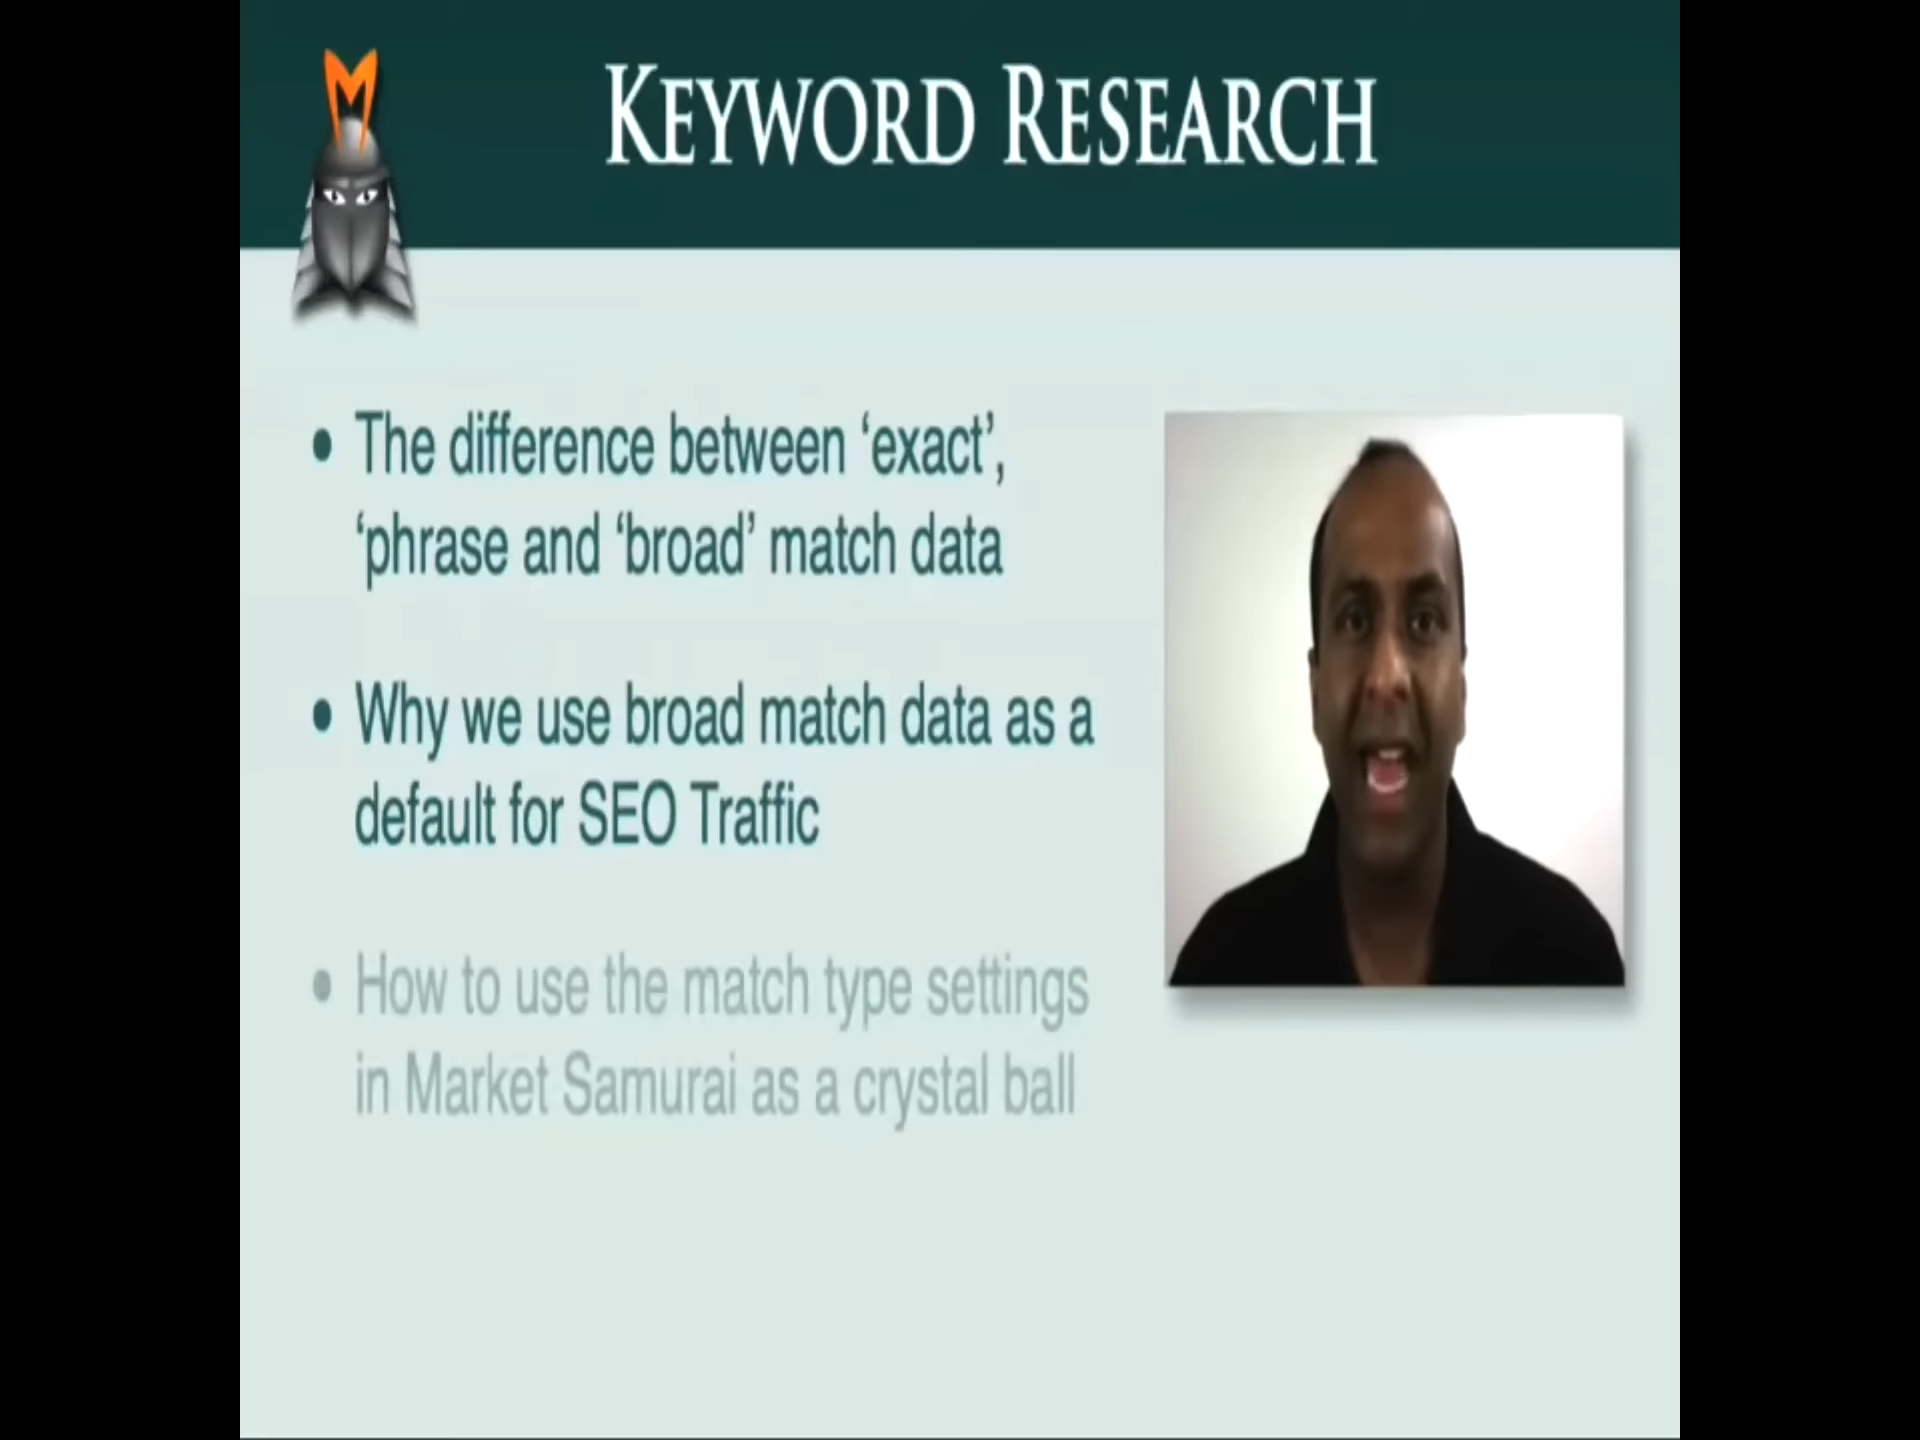 KEYWORD RESEARCH
• The difference between ‘exact’,
‘phrase and ‘broad’ match data
• Why we use broad match data as a
default for SEO Traffic
• How to use the match type settings
in Market Samurai as a crystal ball